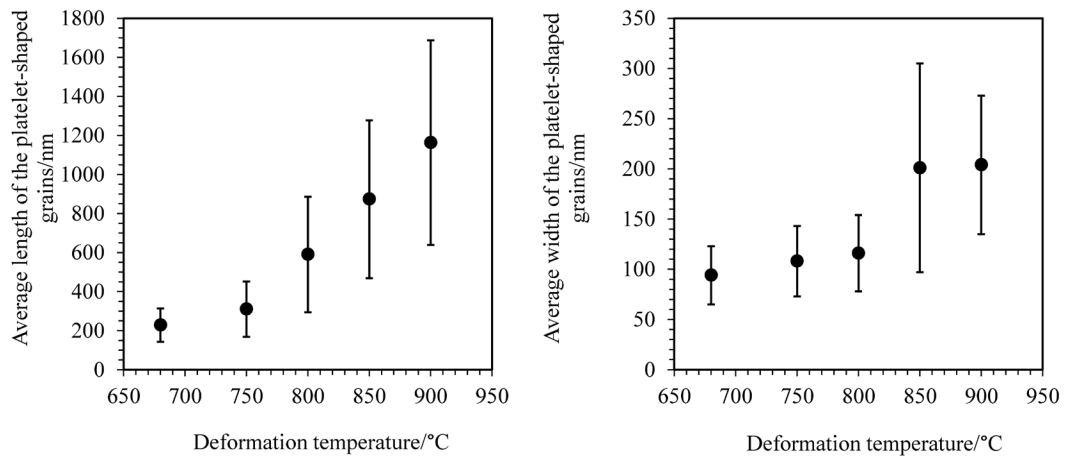 Average length of the platelet-shaped
grains/nm
1800
1600
1400
1200
1000
800
600
400
200
0
650 700 750 800 850 900 950
Deformation temperature/°C
Average width of the platelet-shaped
grains/nm
350
300
250
200
150
100
50
0
650 700 750 800 850 900 950
Deformation temperature/°C